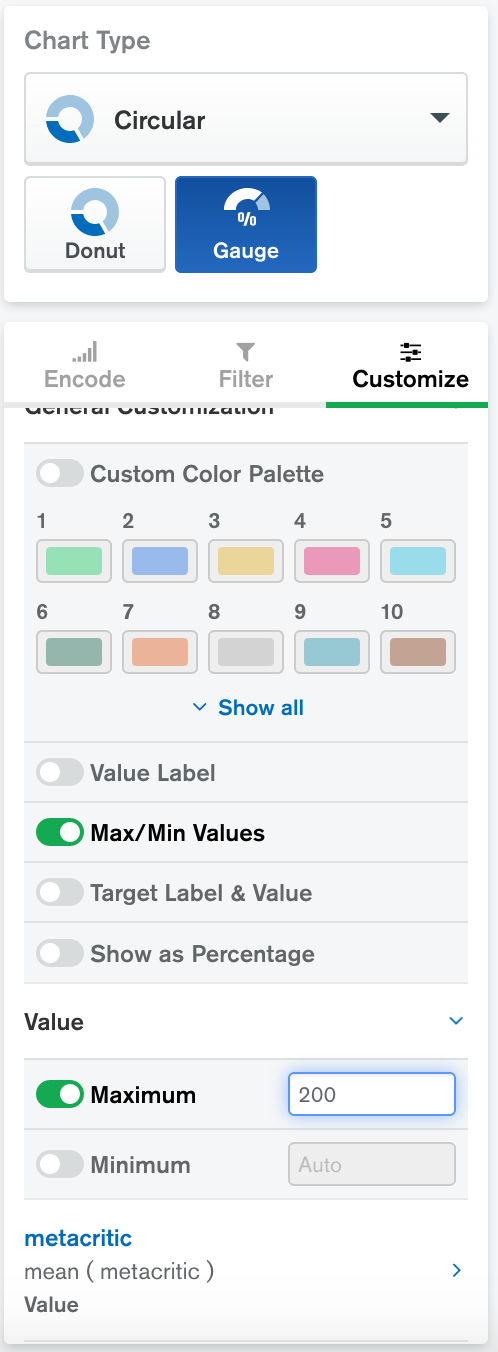 Chart Type
Circular
Donut
%
Gauge
Encode
Filter
Customize
General Customization
Custom Color Palette
1 2 3 4 5
6 7 8 9 10
Show all
Value Label
Max/Min Values
Target Label & Value
Show as Percentage
Value
Maximum 200
Minimum Auto
metacritic
mean ( metacritic )
Value